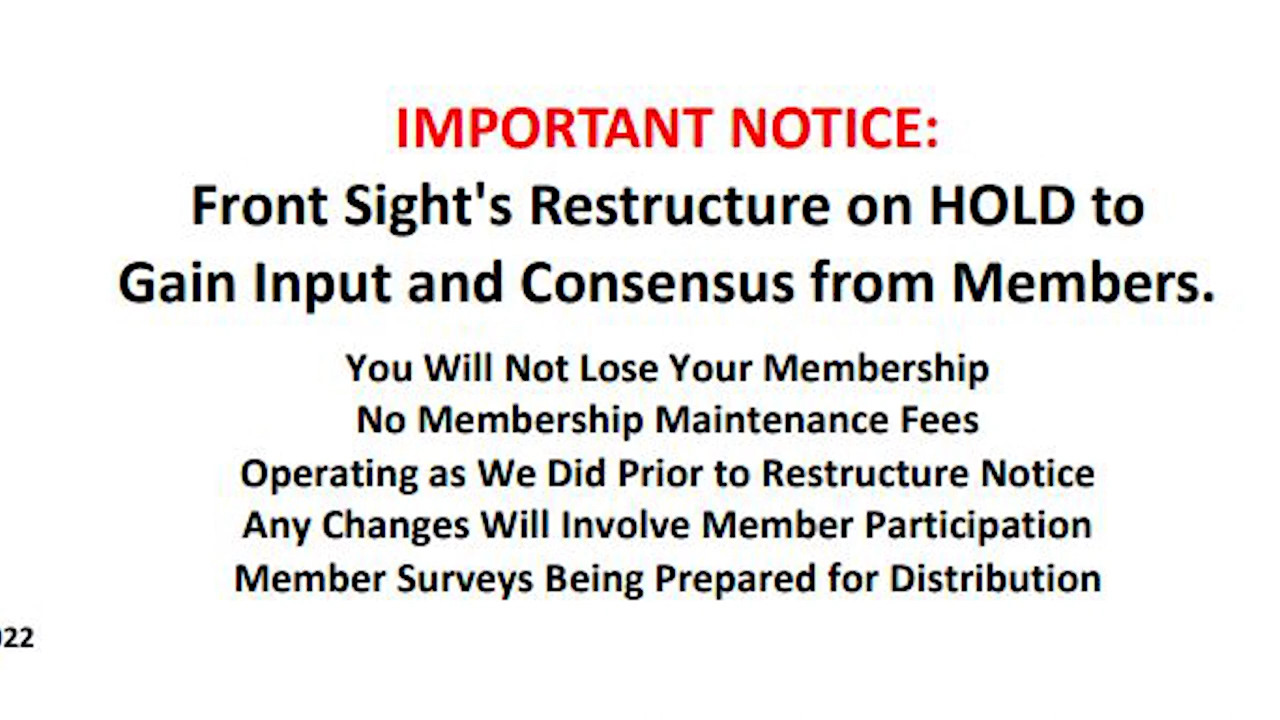 IMPORTANT NOTICE:
Front Sight's Restructure on HOLD to
Gain Input and Consensus from Members.
You Will Not Lose Your Membership
No Membership Maintenance Fees
Operating as We Did Prior to Restructure Notice
Any Changes Will Involve Member Participation
Member Surveys Being Prepared for Distribution
22